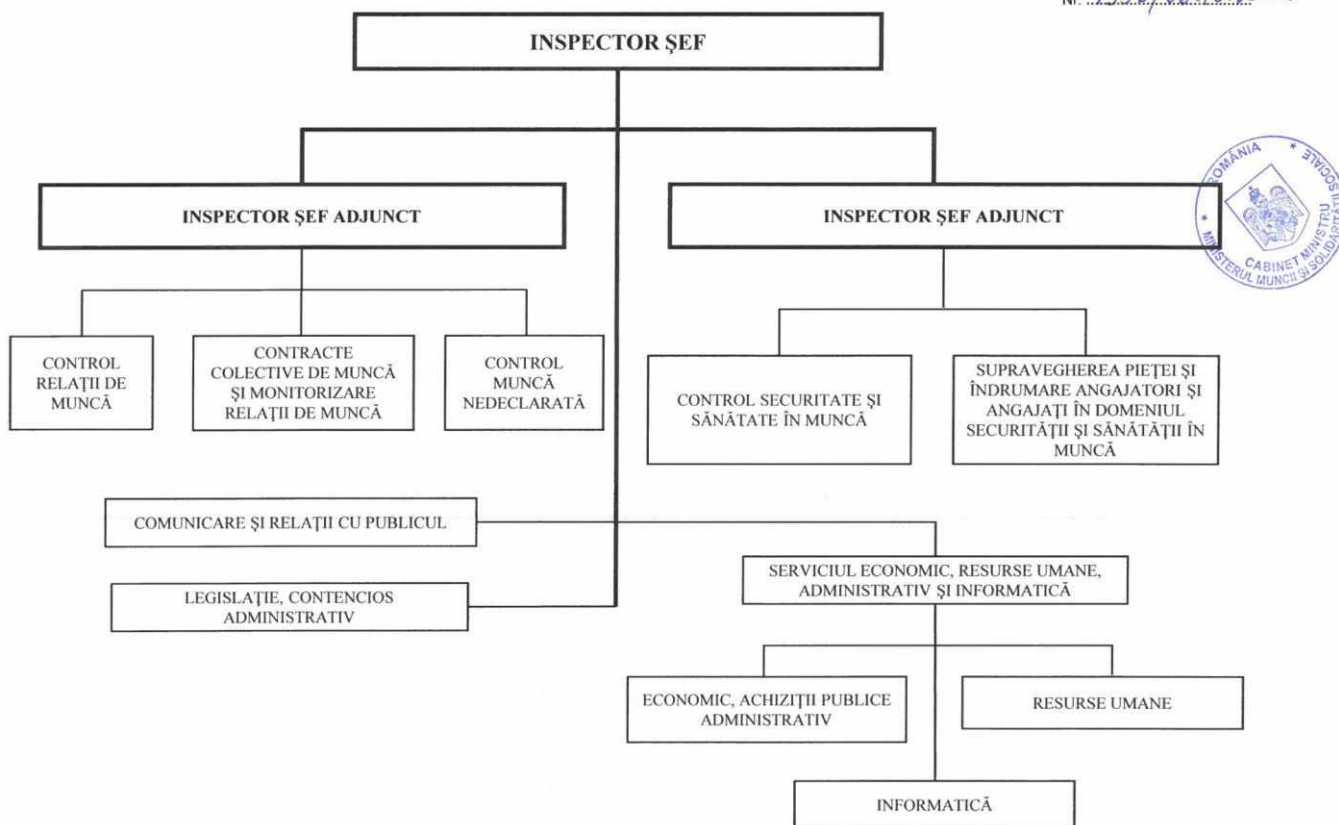 Nr.
INSPECTOR ŞEF
INSPECTOR ŞEF ADJUNCT
INSPECTOR ŞEF ADJUNCT
ROMÂNIA
MINISTERUL MUNCII ŞI SOLIDARITĂŢII SOCIALE
CABINET MINISTRU
CONTROL
RELAŢII DE
MUNCĂ
CONTRACTE
COLECTIVE DE MUNCĂ
ŞI MONITORIZARE
RELAŢII DE MUNCĂ
CONTROL
MUNCĂ
NEDECLARATĂ
CONTROL SECURITATE ŞI
SĂNĂTATE ÎN MUNCĂ
SUPRAVEGHEREA PIEŢEI ŞI
ÎNDRUMARE ANGAJATORI ŞI
ANGAJAŢI ÎN DOMENIUL
SECURITĂŢII ŞI SĂNĂTĂŢII ÎN
MUNCĂ
COMUNICARE ŞI RELAŢII CU PUBLICUL
LEGISLAŢIE, CONTENCIOS
ADMINISTRATIV
SERVICIUL ECONOMIC, RESURSE UMANE,
ADMINISTRATIV ŞI INFORMATICĂ
ECONOMIC, ACHIZIŢII PUBLICE
ADMINISTRATIV
RESURSE UMANE
INFORMATICĂ